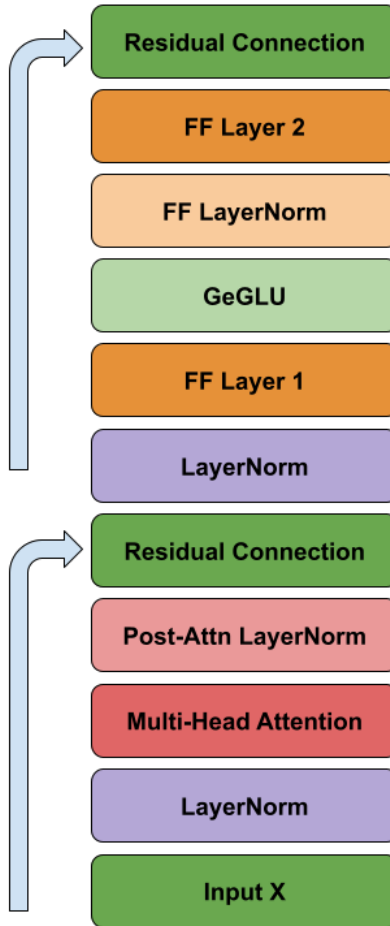 Residual Connection
FF Layer 2
FF LayerNorm
GeGLU
FF Layer 1
LayerNorm
Residual Connection
Post-Attn LayerNorm
Multi-Head Attention
LayerNorm
Input X